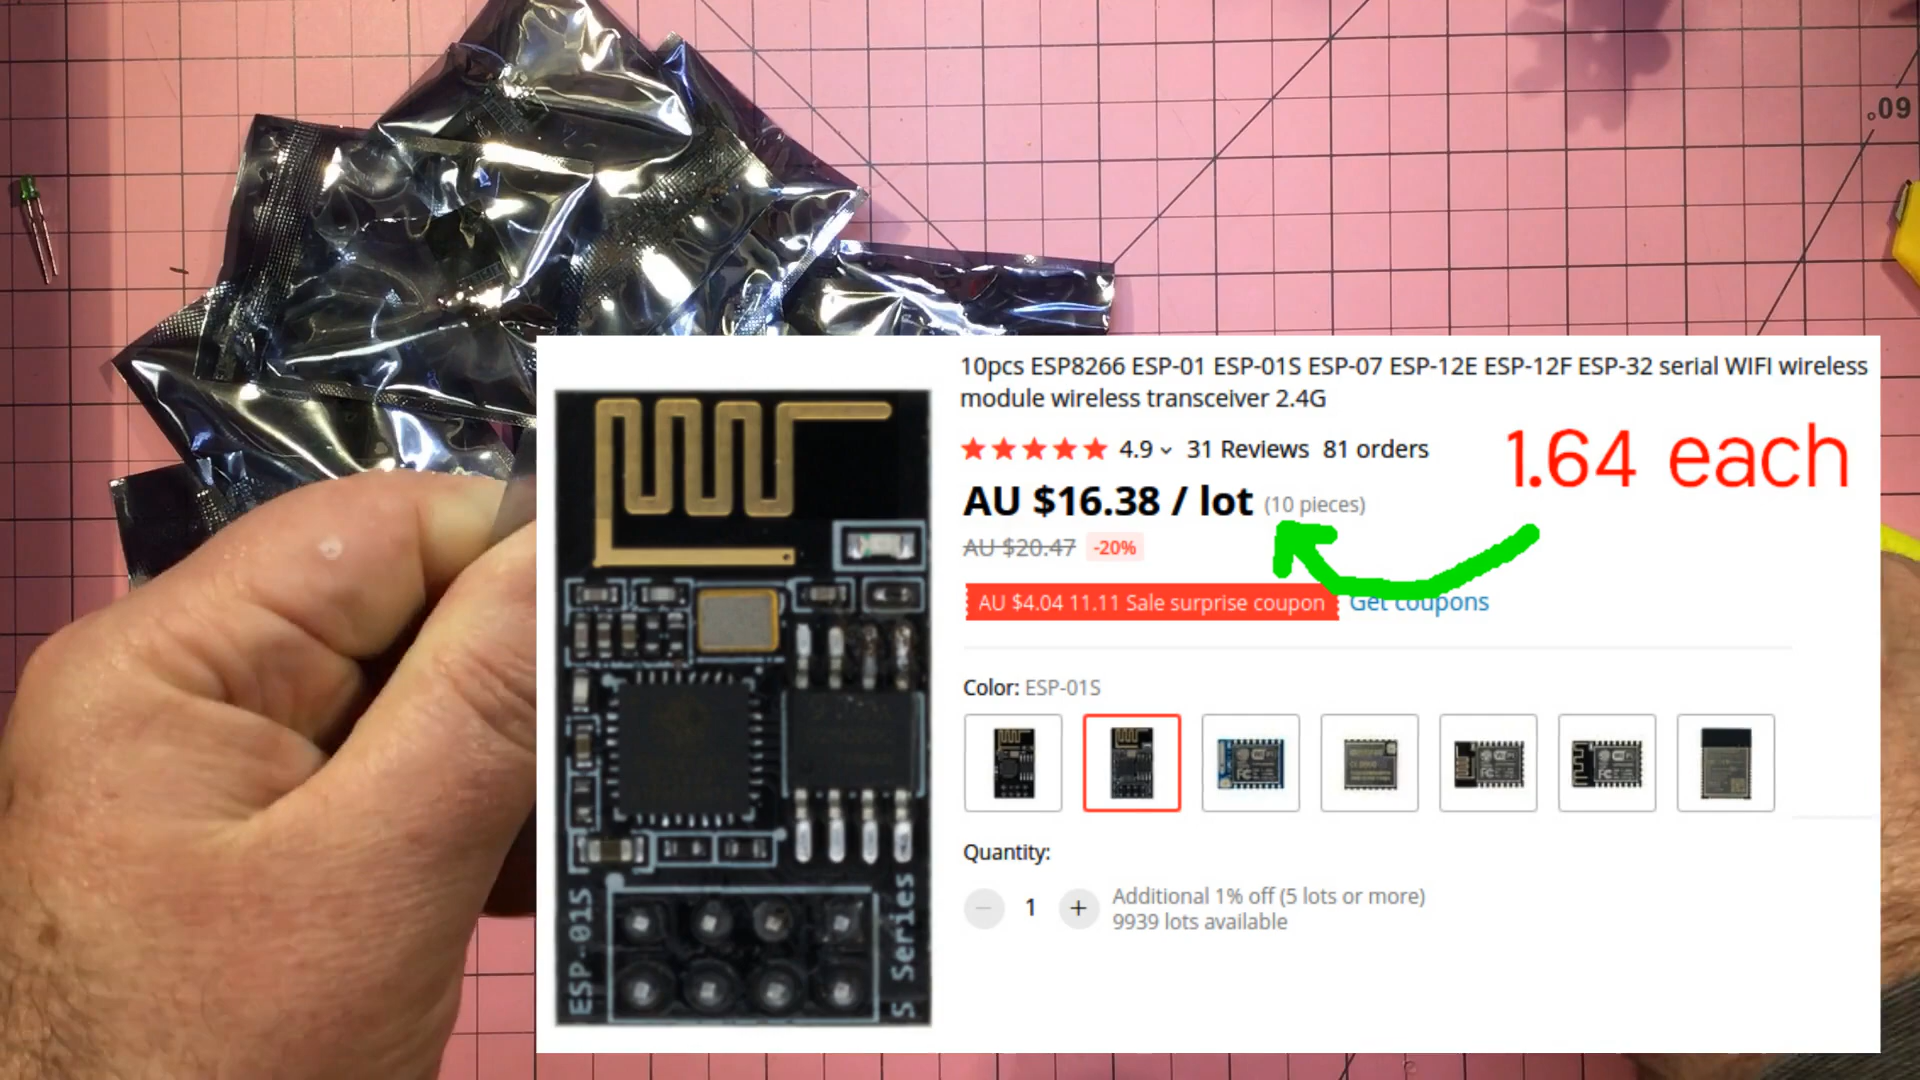 60°
10pcs ESP8266 ESP-01 ESP-01S ESP-07 ESP-12E ESP-12F ESP-32 serial WIFI wireless
module wireless transceiver 2.4G
4.9 31 Reviews 81 orders
1.64 each
AU $16.38 / lot (10 pieces)
AU $20.47 -20%
AU $4.04 11.11 Sale surprise coupon Get coupons
Color: ESP-01S
Quantity:
1
Additional 1% off (5 lots or more)
9939 lots available
ESP-01S
S Series